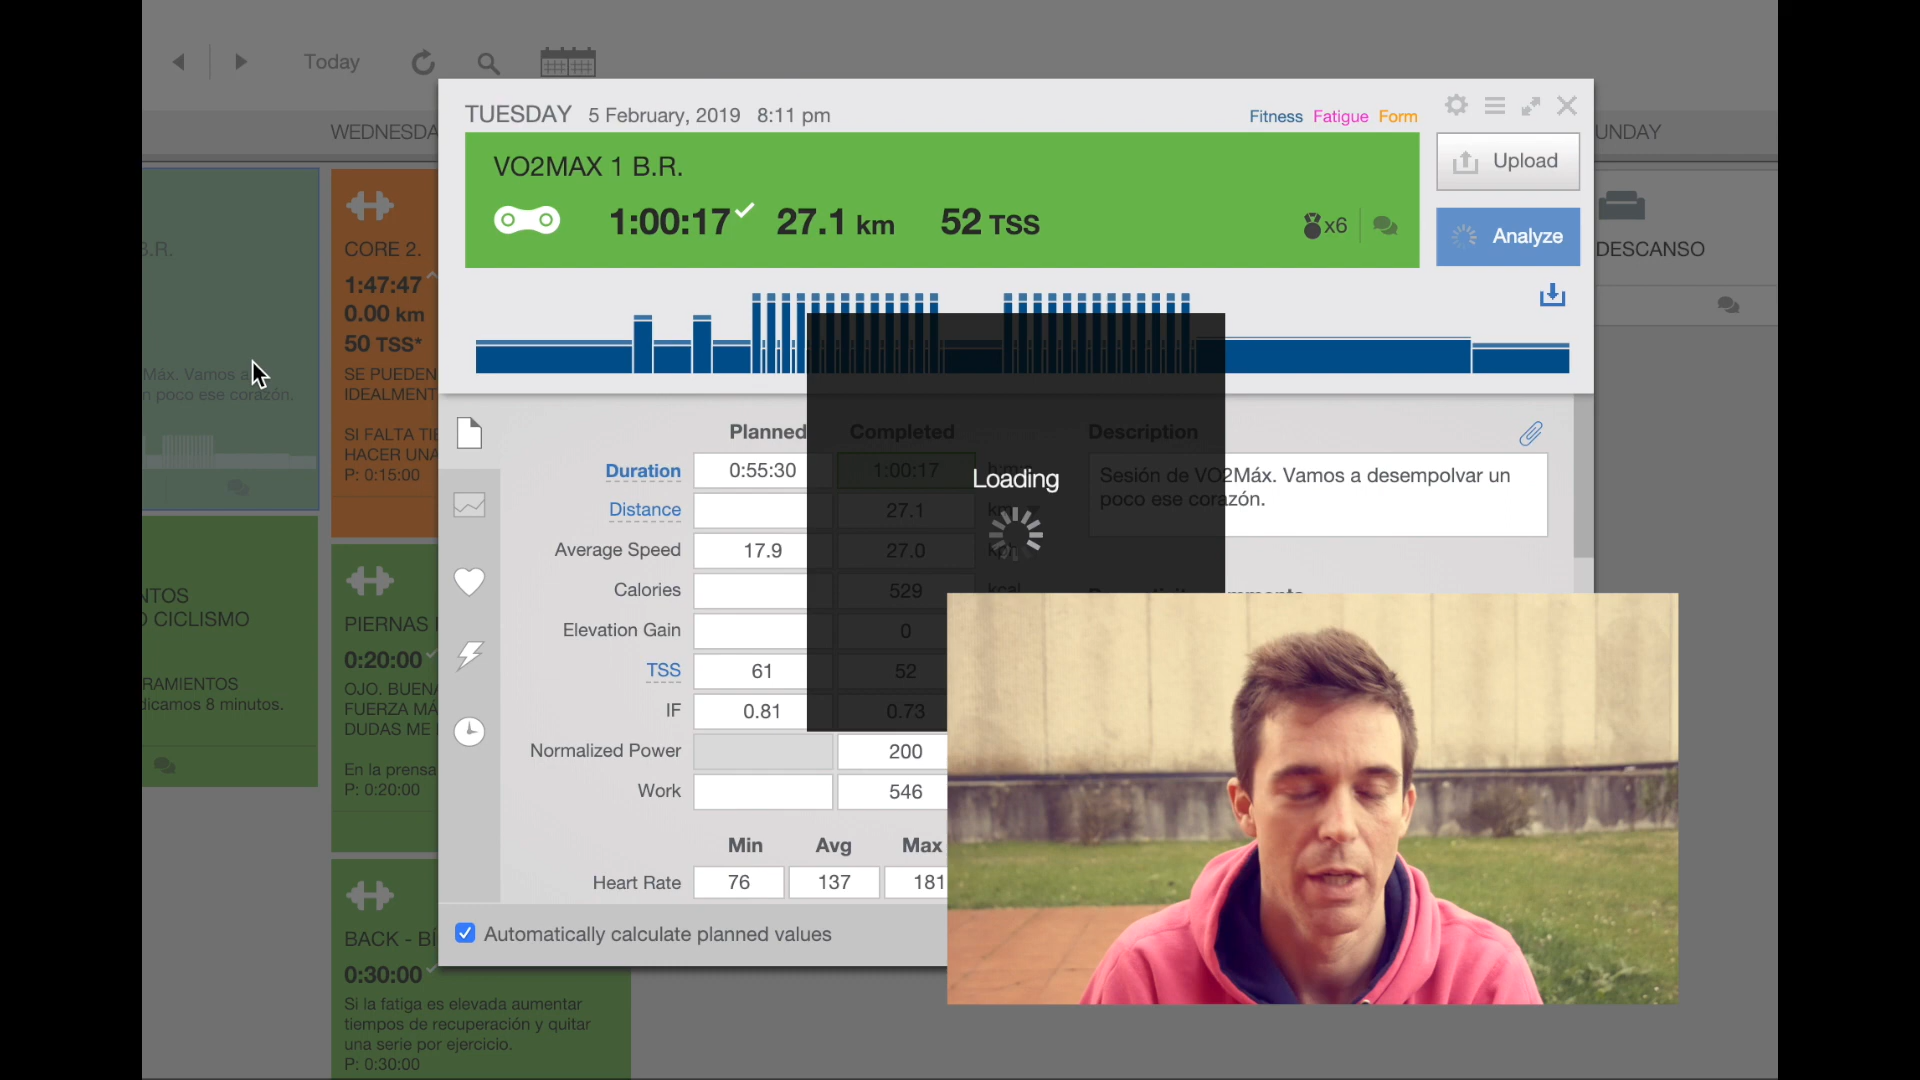 Today
WEDNESDA
UNDAY
TUESDAY 5 February, 2019 8:11 pm
Fitness Fatigue Form
VO2MAX 1 B.R.
1:00:17 27.1 km 52 TSS
x6
Upload
Analyze
B.R.
Máx. Vamos a
n poco ese corazón.
NTOS
O CICLISMO
RAMIENTOS
dicamos 8 minutos.
CORE 2.
1:47:47
0.00 km
50 TSS*
SE PUEDEN
IDEALMENT
SI FALTA TIE
HACER UNA
P: 0:15:00
PIERNAS
0:20:00
OJO. BUENA
FUERZA MÁ
DUDAS ME
En la prensa
P: 0:20:00
BACK - BÍ
0:30:00
Si la fatiga es elevada aumentar
tiempos de recuperación y quitar
una serie por ejercicio.
P: 0:30:00
DESCANSO
Planned Completed
Duration 0:55:30 1:00:17 h:m:s
Distance 27.1 km
Average Speed 17.9 27.0 kph
Calories 529 kcal
Elevation Gain 0
TSS 61 52
IF 0.81 0.73
Normalized Power 200
Work 546
Min Avg Max
Heart Rate 76 137 181
Automatically calculate planned values
Description
Sesión de VO2Máx. Vamos a desempolvar un
poco ese corazón.
Loading